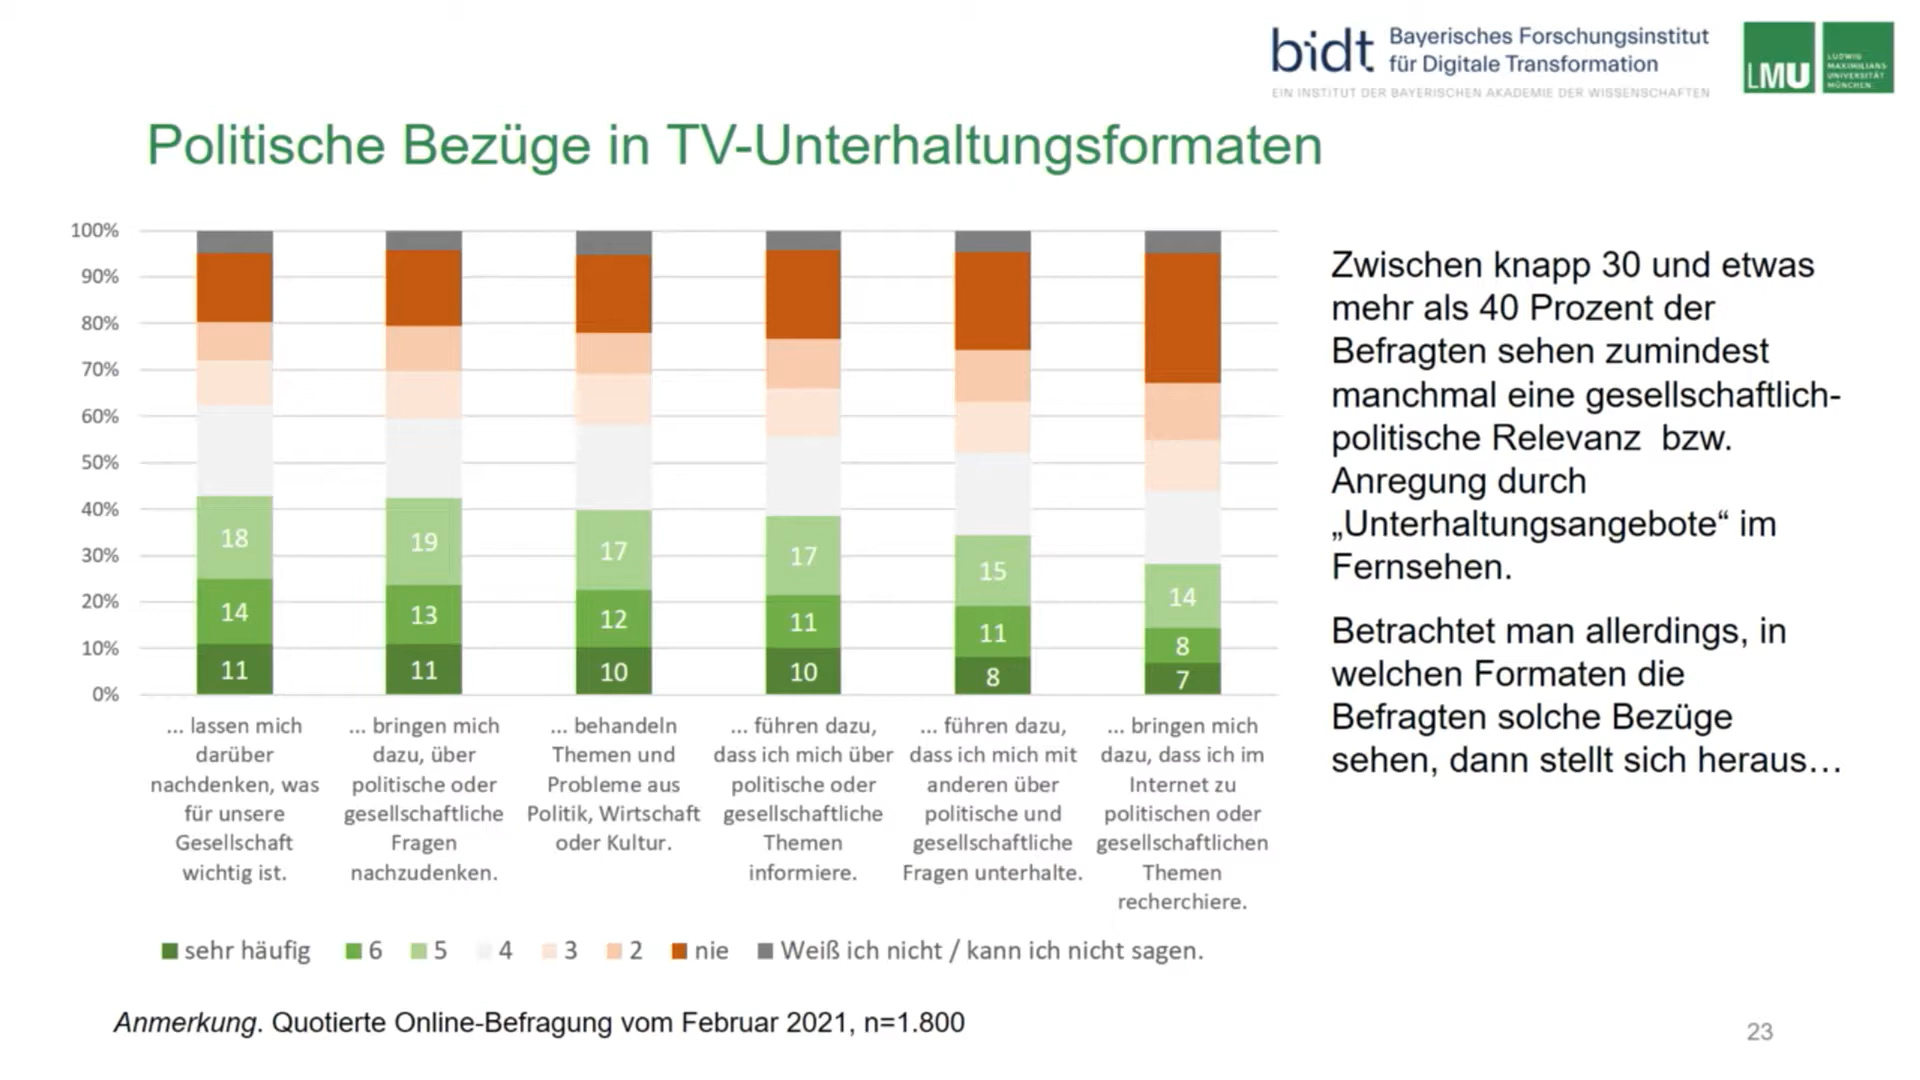 bidt Bayerisches Forschungsinstitut
für Digitale Transformation
EIN INSTITUT DER BAYERISCHEN AKADEMIE DER WISSENSCHAFTEN
LMU
LUDWIG
MAXIMILIANS
UNIVERSITÄT
MÜNCHEN
Politische Bezüge in TV-Unterhaltungsformaten
100%
90%
80%
70%
60%
50%
40%
30%
20%
10%
0%
18 19 17 17 15 14
14 13 12 11 11 8
11 11 10 10 8 7
... lassen mich
darüber
nachdenken, was
für unsere
Gesellschaft
wichtig ist.
... bringen mich
dazu, über
politische oder
gesellschaftliche
Fragen
nachzudenken.
... behandeln
Themen und
Probleme aus
Politik, Wirtschaft
oder Kultur.
... führen dazu,
dass ich mich über
politische oder
gesellschaftliche
Themen
informiere.
... führen dazu,
dass ich mich mit
anderen über
politische und
gesellschaftliche
Fragen unterhalte.
... bringen mich
dazu, dass ich im
Internet zu
politischen oder
gesellschaftlichen
Themen
recherchiere.
sehr häufig 6 5 4 3 2 nie Weiß ich nicht / kann ich nicht sagen.
Zwischen knapp 30 und etwas
mehr als 40 Prozent der
Befragten sehen zumindest
manchmal eine gesellschaftlich-
politische Relevanz bzw.
Anregung durch
„Unterhaltungsangebote“ im
Fernsehen.
Betrachtet man allerdings, in
welchen Formaten die
Befragten solche Bezüge
sehen, dann stellt sich heraus…
Anmerkung. Quotierte Online-Befragung vom Februar 2021, n=1.800
23